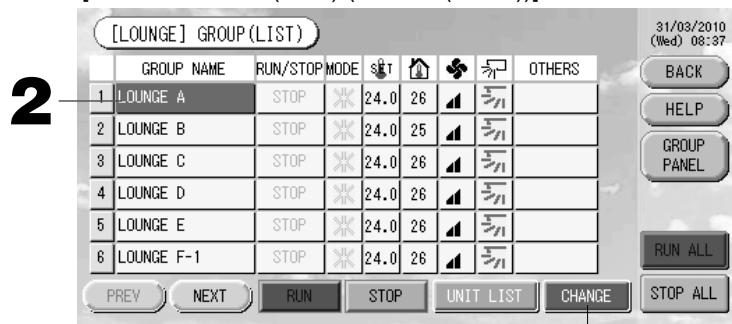 [LOUNGE] GROUP(LIST)
31/03/2010
(Wed) 08:37
GROUP NAME RUN/STOP MODE SET OTHERS
BACK
2
1 LOUNGE A STOP 24.0 26
HELP
2 LOUNGE B STOP 24.0 25
3 LOUNGE C STOP 24.0 26
GROUP
PANEL
4 LOUNGE D STOP 24.0 26
5 LOUNGE E STOP 24.0 26
6 LOUNGE F-1 STOP 24.0 26
RUN ALL
PREV NEXT RUN STOP UNIT LIST CHANGE STOP ALL